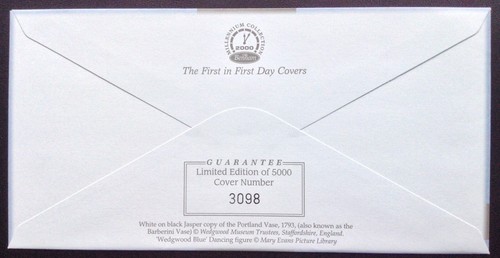 MILLENNIUM COLLECTION
2000
Benham
The First in First Day Covers
GUARANTEE
Limited Edition of 5000
Cover Number
3098
White on black Jasper copy of the Portland Vase, 1793, (also known as the
Barberini Vase) © Wedgwood Museum Trustees, Staffordshire, England.
'Wedgwood Blue' Dancing figure © Mary Evans Picture Library